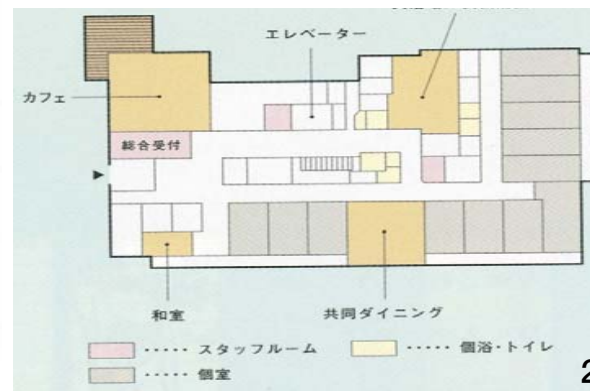 エレベーター
カフェ
総合受付
和室
共同ダイニング
····· スタッフルーム
····· 個浴・トイレ
····· 個室
2